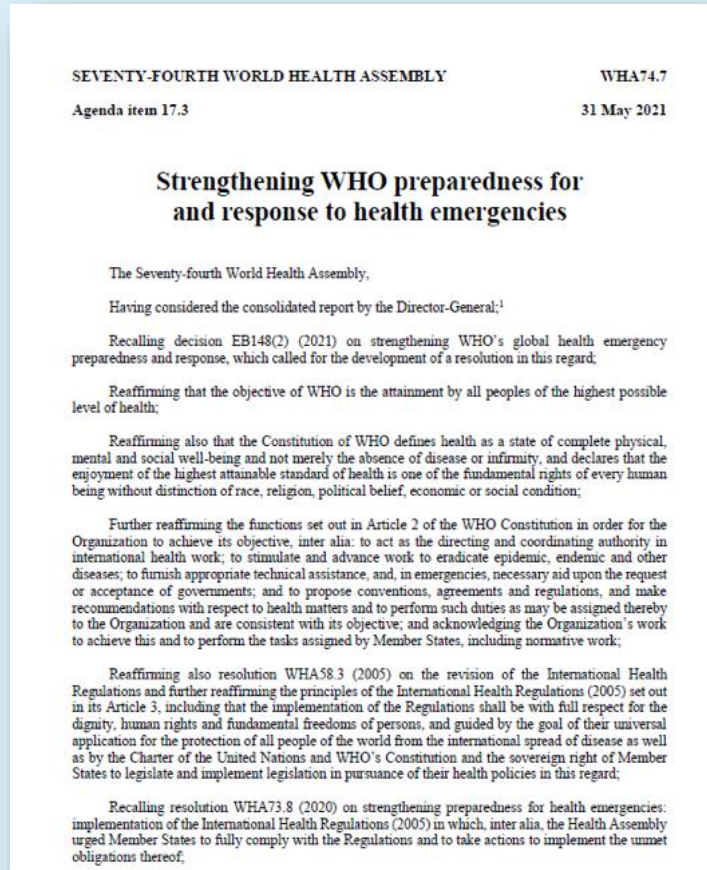 SEVENTY-FOURTH WORLD HEALTH ASSEMBLY WHA74.7
Agenda item 17.3 31 May 2021
Strengthening WHO preparedness for
and response to health emergencies
The Seventy-fourth World Health Assembly,
Having considered the consolidated report by the Director-General;¹
Recalling decision EB148(2) (2021) on strengthening WHO's global health emergency
preparedness and response, which called for the development of a resolution in this regard;
Reaffirming that the objective of WHO is the attainment by all peoples of the highest possible
level of health;
Reaffirming also that the Constitution of WHO defines health as a state of complete physical,
mental and social well-being and not merely the absence of disease or infirmity, and declares that the
enjoyment of the highest attainable standard of health is one of the fundamental rights of every human
being without distinction of race, religion, political belief, economic or social condition;
Further reaffirming the functions set out in Article 2 of the WHO Constitution in order for the
Organization to achieve its objective, inter alia: to act as the directing and coordinating authority in
international health work; to stimulate and advance work to eradicate epidemic, endemic and other
diseases; to furnish appropriate technical assistance, and, in emergencies, necessary aid upon the request
or acceptance of governments; and to propose conventions, agreements and regulations, and make
recommendations with respect to health matters and to perform such duties as may be assigned thereby
to the Organization and are consistent with its objective; and acknowledging the Organization's work
to achieve this and to perform the tasks assigned by Member States, including normative work;
Reaffirming also resolution WHA58.3 (2005) on the revision of the International Health
Regulations and further reaffirming the principles of the International Health Regulations (2005) set out
in its Article 3, including that the implementation of the Regulations shall be with full respect for the
dignity, human rights and fundamental freedoms of persons, and guided by the goal of their universal
application for the protection of all people of the world from the international spread of disease as well
as by the Charter of the United Nations and WHO's Constitution and the sovereign right of Member
States to legislate and implement legislation in pursuance of their health policies in this regard;
Recalling resolution WHA73.8 (2020) on strengthening preparedness for health emergencies:
implementation of the International Health Regulations (2005) in which, inter alia, the Health Assembly
urged Member States to fully comply with the Regulations and to take actions to implement the unmet
obligations thereof;